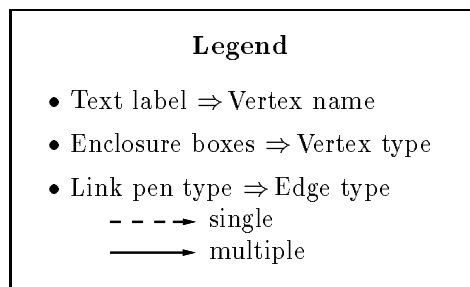 Legend
• Text label ⇒ Vertex name
• Enclosure boxes ⇒ Vertex type
• Link pen type ⇒ Edge type
single
multiple